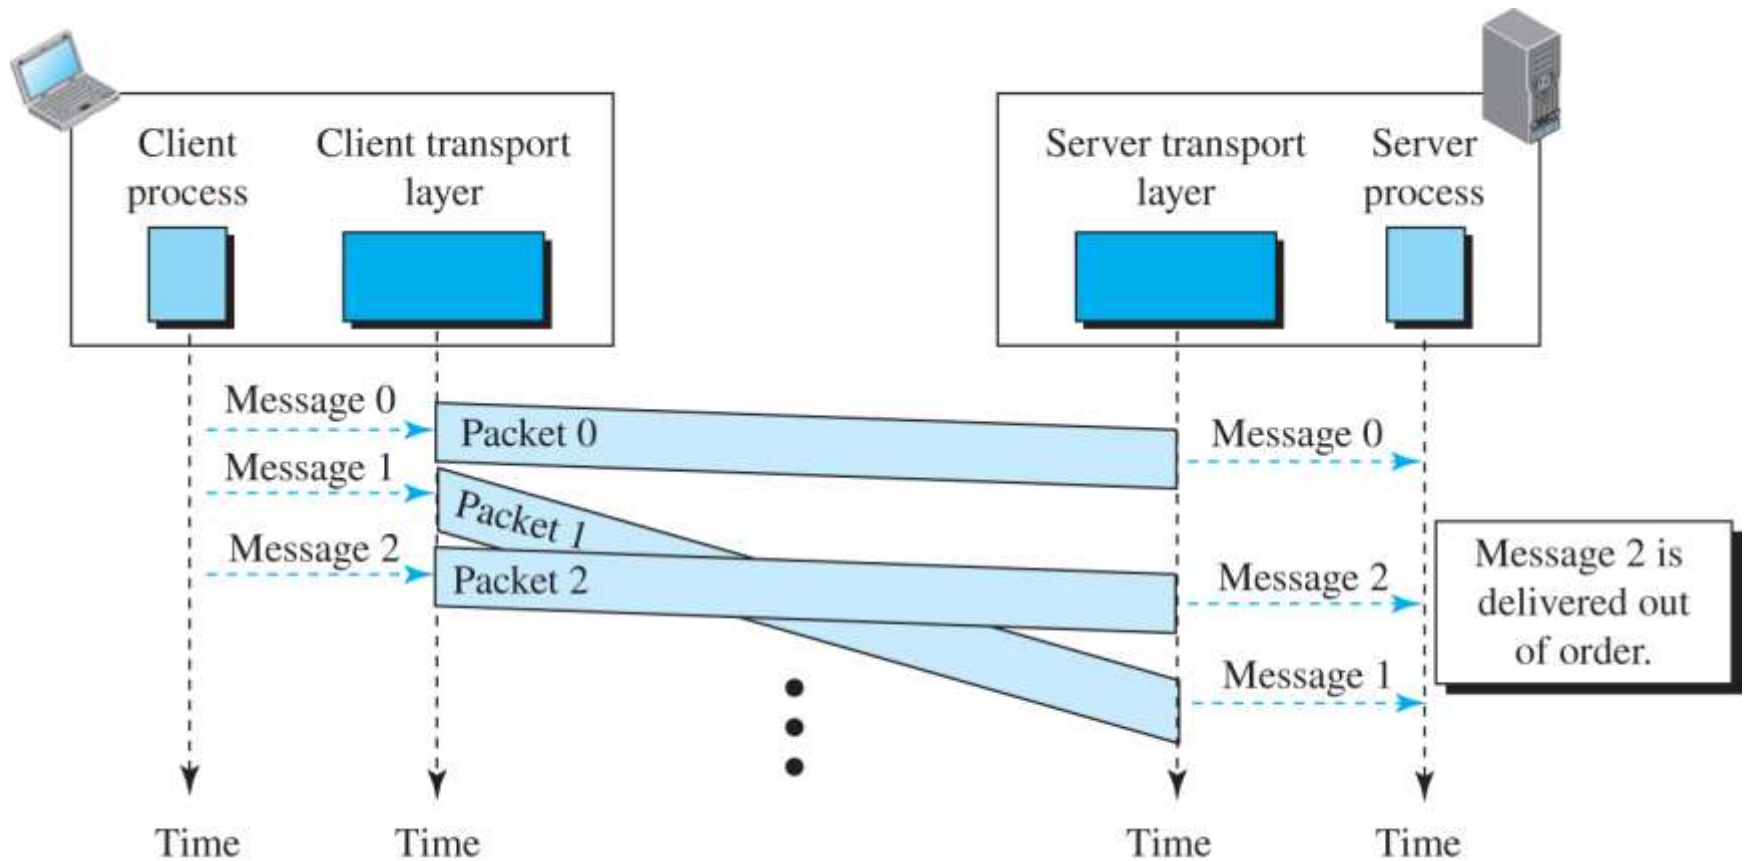 Client
process
Client transport
layer
Server transport
layer
Server
process
Message 0
Packet 0
Message 0
Message 1
Packet 1
Message 2
Packet 2
Message 2
Message 1
Message 2 is
delivered out
of order.
Time
Time
Time
Time